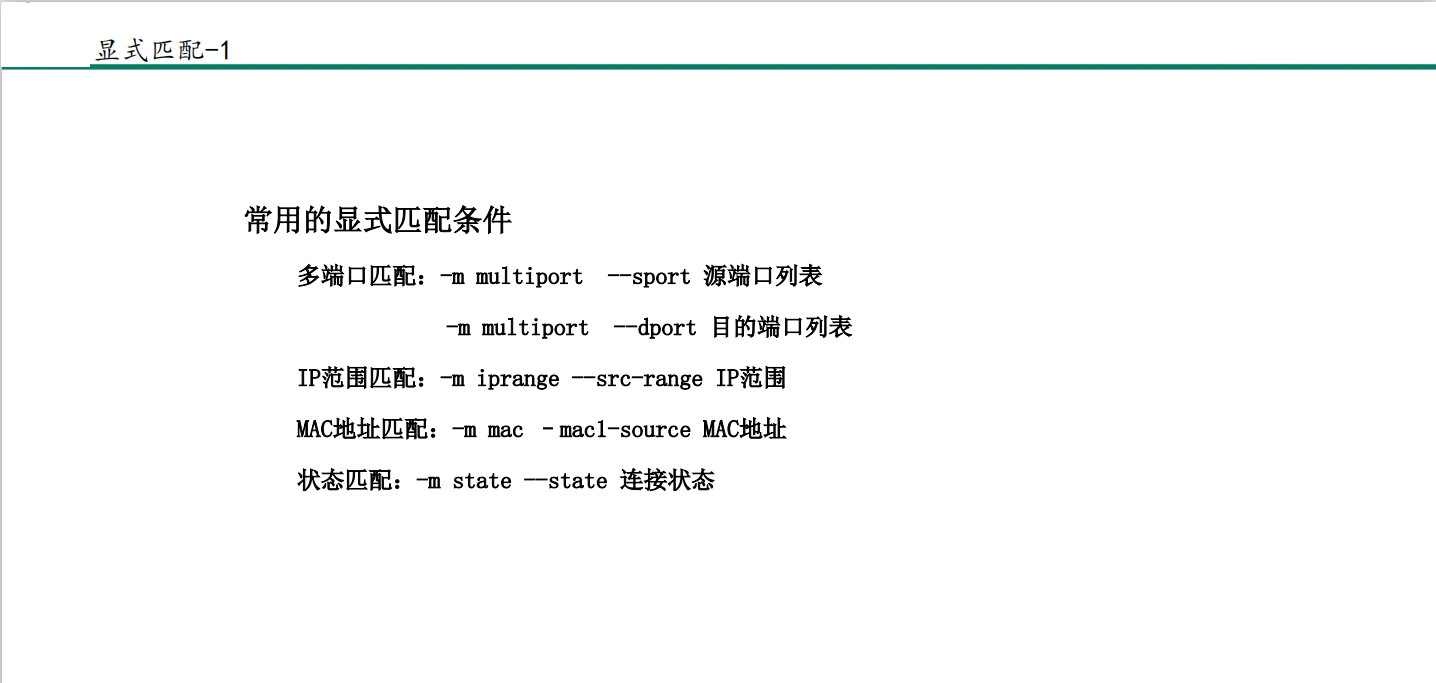 显式匹配-1
常用的显式匹配条件
多端口匹配：-m multiport --sport 源端口列表
-m multiport --dport 目的端口列表
IP范围匹配：-m iprange --src-range IP范围
MAC地址匹配：-m mac –mac1-source MAC地址
状态匹配：-m state --state 连接状态